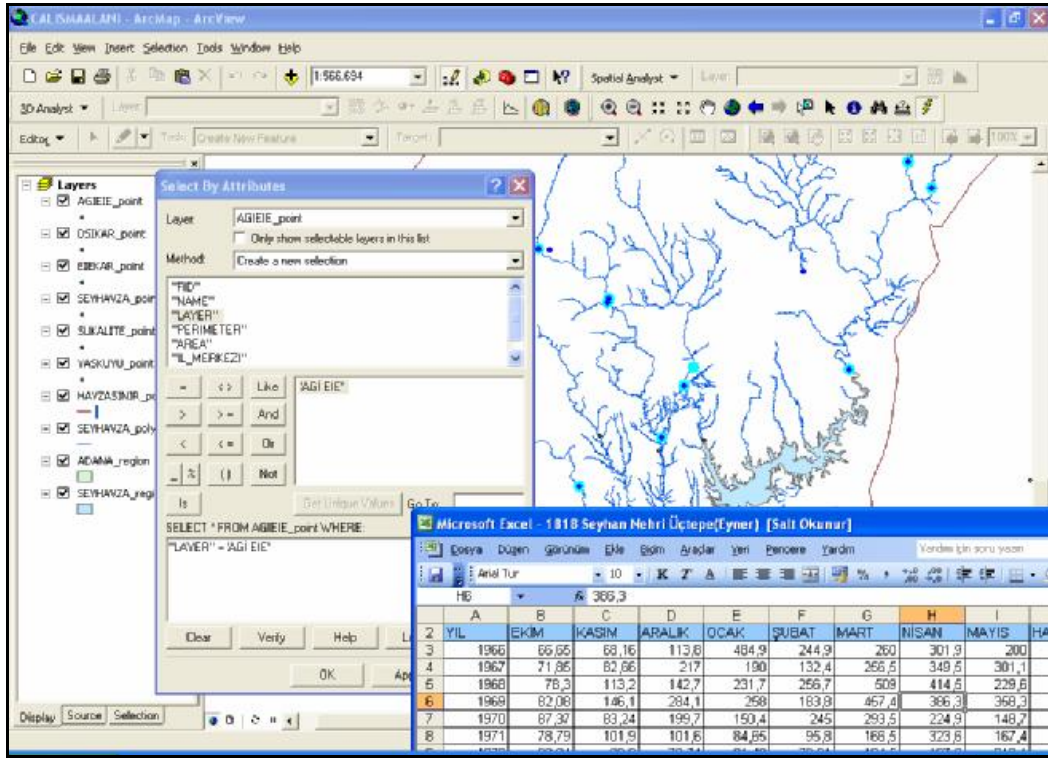 CALISMAALANI - ArcMap - ArcView
File Edit View Insert Selection Tools Window Help
1:566.694 Spatial Analyst Layer:
3D Analyst Layer:
Editor Task: Create New Feature Target: 100%
Layers
AGIEIE_point
DSIKAR_point
EIEKAR_point
SEYHAVZA_poin
SUKALITE_point
YASKUYU_point
HAVZASINIR_po
SEYHAVZA_poly
ADANA_region
SEYHAVZA_regi
Display Source Selection
Select By Attributes
Layer: AGIEIE_point
Only show selectable layers in this list
Method: Create a new selection
"FID"
"NAME"
"LAYER"
"PERIMETER"
"AREA"
"IL_MERKEZI"
= < > Like 'AGİ EIE'
> > = And
< < = Or
_ % ( ) Not
Is Get Unique Values Go To:
SELECT * FROM AGIEIE_point WHERE:
"LAYER" = 'AGİ EIE'
Clear Verify Help L
OK App
Microsoft Excel - 1818 Seyhan Nehri Üçtepe(Eyner) [Salt Okunur]
Dosya Düzen Görünüm Ekle Biçim Araçlar Veri Pencere Yardım Yardım için soru yazın
Arial Tur 10 K T A
H6 fx 386,3
A B C D E F G H I
2 YIL EKİM KASIM ARALIK OCAK ŞUBAT MART NİSAN MAYIS HA
3 1966 66,65 68,16 113,8 484,9 244,9 260 301,9 200
4 1967 71,85 82,66 217 190 132,4 256,5 349,5 301,1
5 1968 78,3 113,2 142,7 231,7 256,7 509 414,5 229,6
6 1969 82,08 146,1 284,1 258 183,8 457,4 386,3 368,3
7 1970 87,37 83,24 199,7 150,4 245 293,5 224,9 148,7
8 1971 78,79 101,9 101,6 84,65 95,8 166,5 323,6 167,4